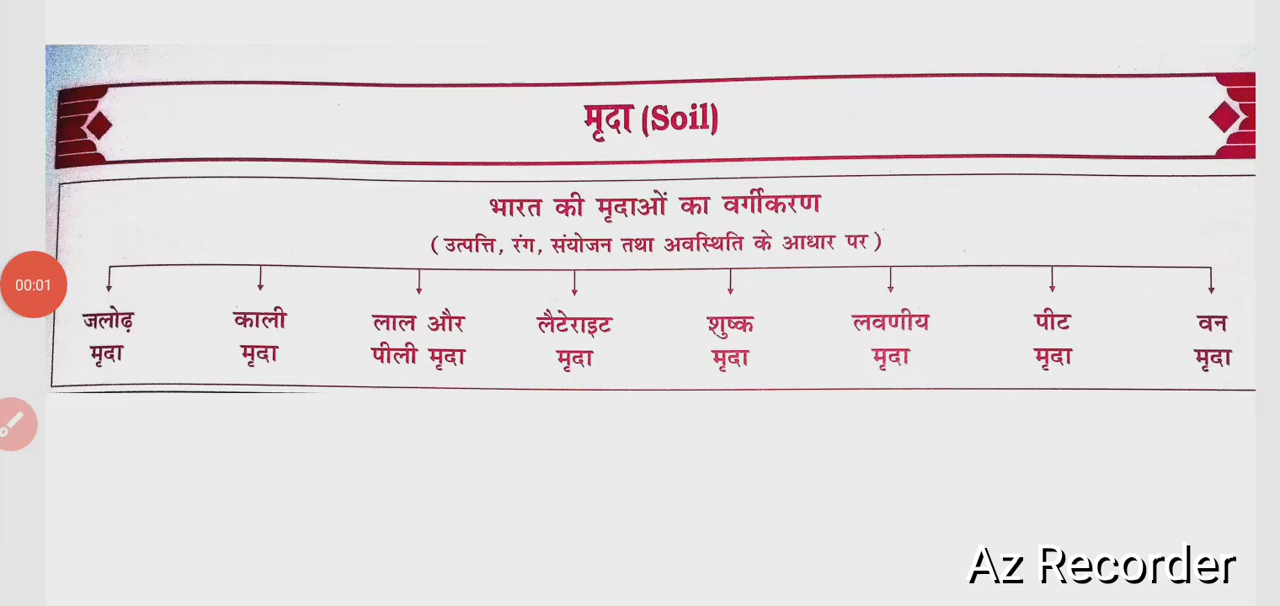 मृदा (Soil)
भारत की मृदाओं का वर्गीकरण
( उत्पत्ति, रंग, संयोजन तथा अवस्थिति के आधार पर )
00:01
जलोढ़ मृदा
काली मृदा
लाल और पीली मृदा
लैटेराइट मृदा
शुष्क मृदा
लवणीय मृदा
पीट मृदा
वन मृदा
Az Recorder